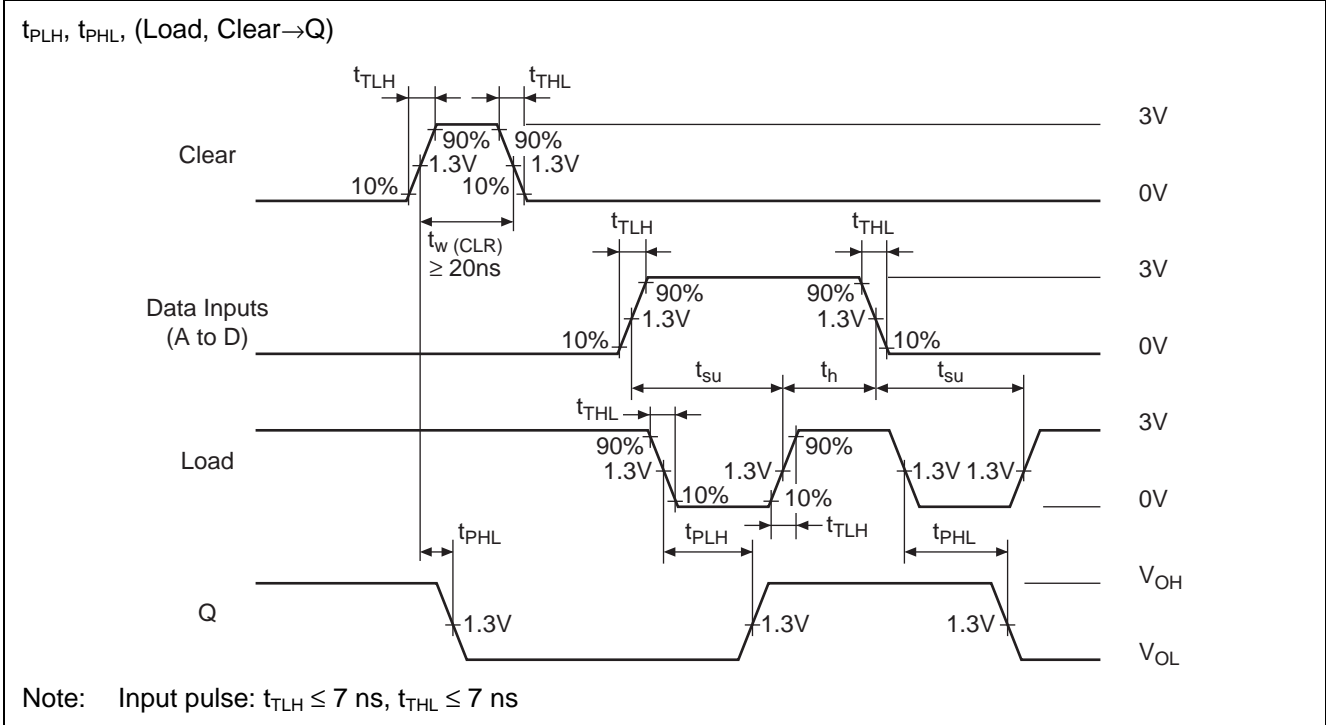 tPLH, tPHL, (Load, Clear→Q)
tTLH
tTHL
3V
90%
90%
Clear
1.3V
1.3V
10%
10%
0V
tw (CLR)
≥ 20ns
tTLH
tTHL
3V
90%
90%
Data Inputs
(A to D)
1.3V
1.3V
10%
10%
0V
tsu
th
tsu
tTHL
3V
90%
90%
Load
1.3V
1.3V
1.3V
1.3V
10%
10%
0V
tPHL
tPLH
tTLH
tPHL
VOH
Q
1.3V
1.3V
1.3V
VOL
Note: Input pulse: tTLH ≤ 7 ns, tTHL ≤ 7 ns